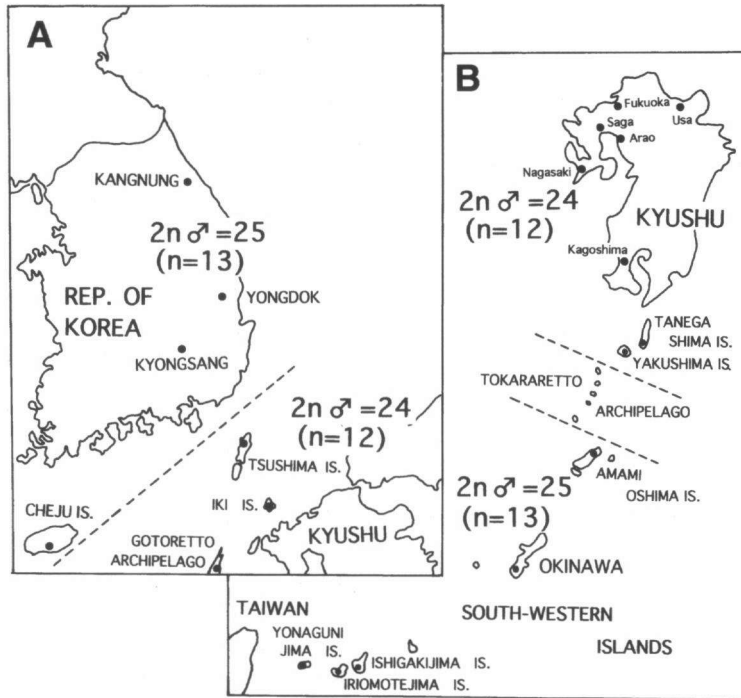 A
KANGNUNG
2n ♂ =25
(n=13)
REP. OF
KOREA
YONGDOK
KYONGSANG
2n ♂ =24
(n=12)
TSUSHIMA IS.
IKI IS.
CHEJU IS.
GOTORETTO
ARCHIPELAGO
KYUSHU
B
Fukuoka
Usa
Saga
Arao
Nagasaki
2n ♂ =24
(n=12)
KYUSHU
Kagoshima
TANEGA
SHIMA IS.
YAKUSHIMA IS.
TOKARARETTO
ARCHIPELAGO
AMAMI
OSHIMA IS.
2n ♂ =25
(n=13)
OKINAWA
TAIWAN
SOUTH-WESTERN
ISLANDS
YONAGUNI
JIMA IS.
ISHIGAKIJIMA IS.
IRIOMOTEJIMA IS.